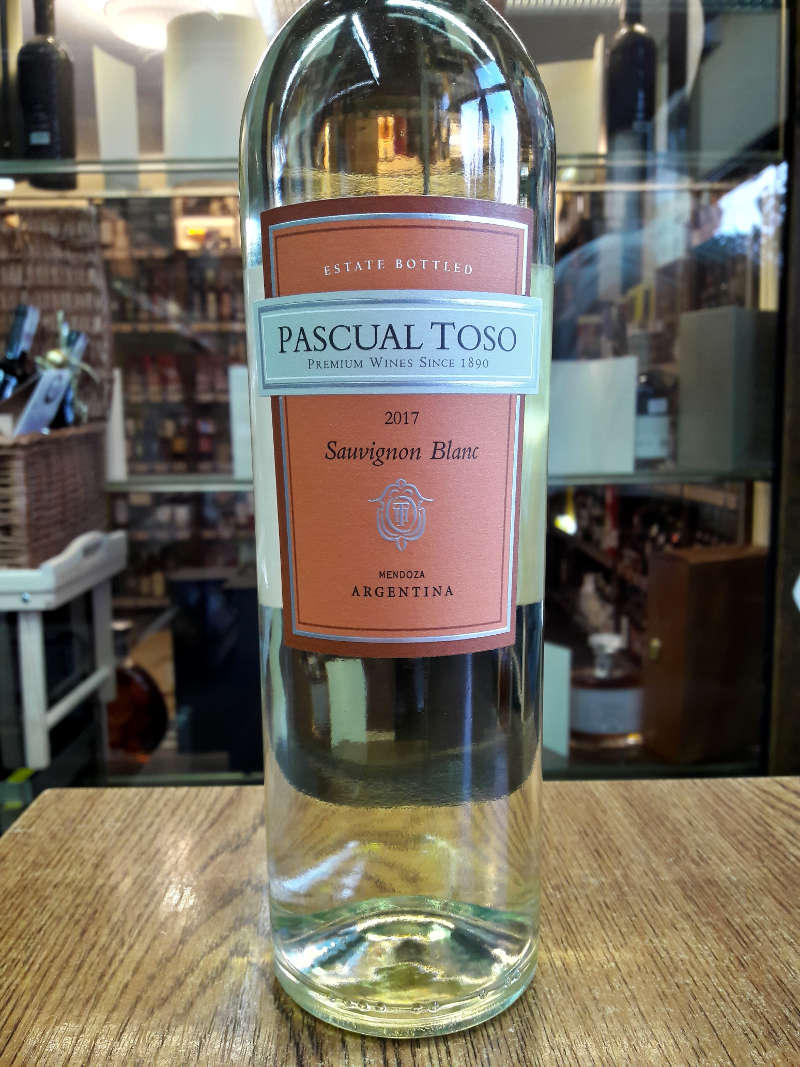 ESTATE BOTTLED
PASCUAL TOSO
PREMIUM WINES SINCE 1890
2017
Sauvignon Blanc
MENDOZA
ARGENTINA